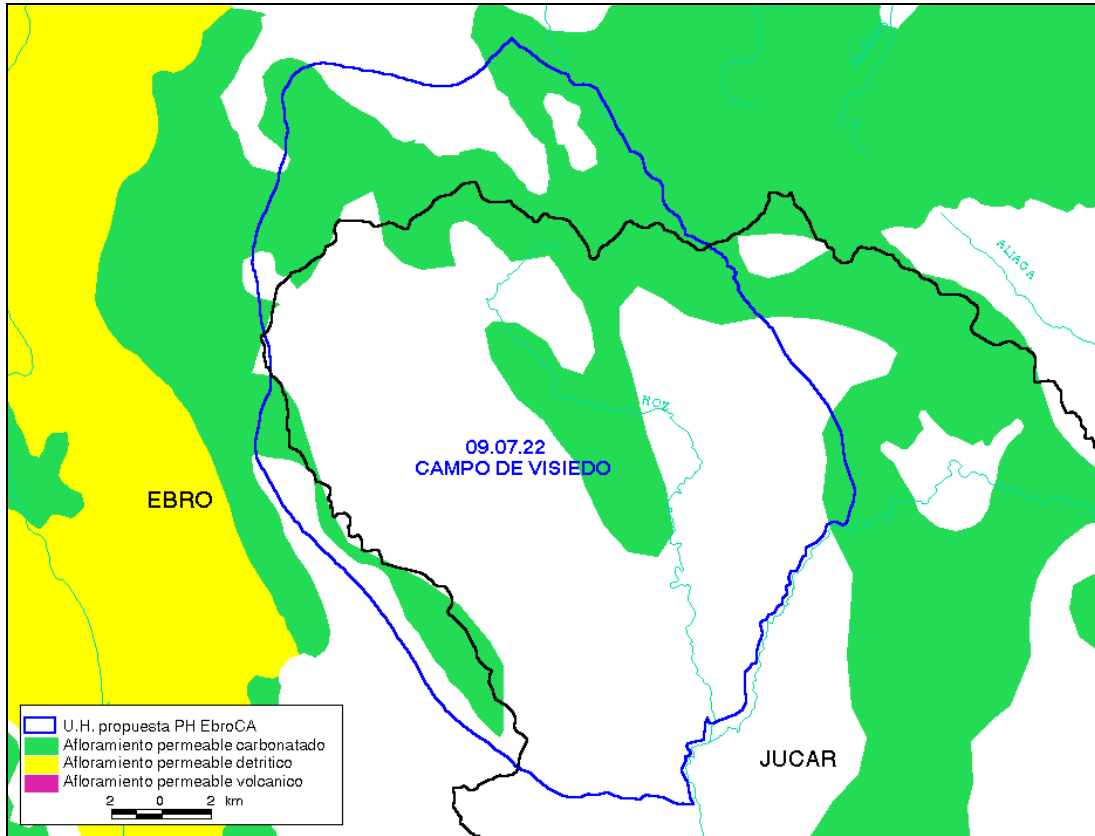 ALIAGA
HOZ
09.07.22
CAMPO DE VISIEDO
EBRO
JUCAR
U.H. propuesta PH EbroCA
Afloramiento permeable carbonatado
Afloramiento permeable detritico
Afloramiento permeable volcanico
2 0 2 km